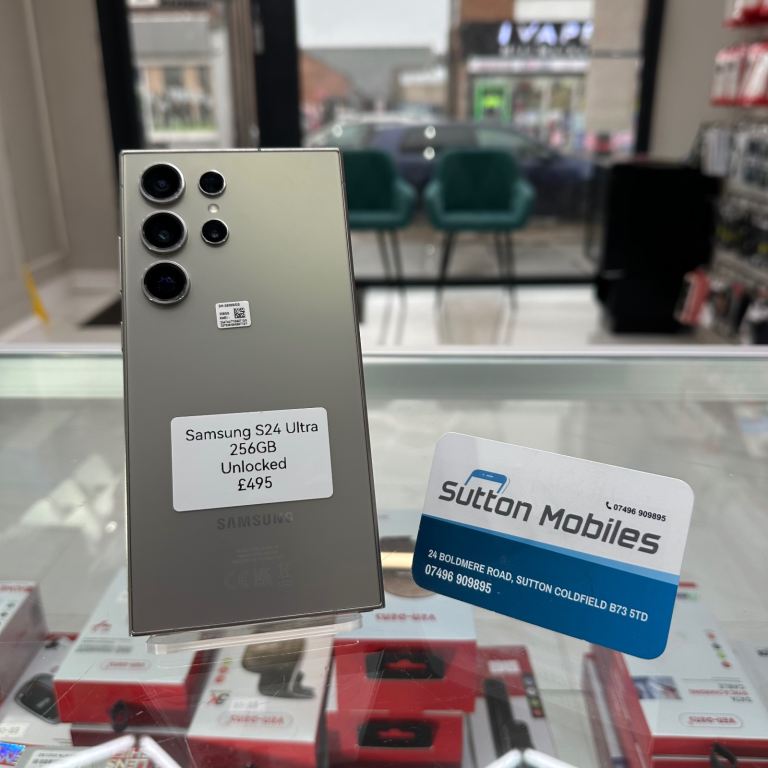 VAPE
Samsung S24 Ultra
256GB
Unlocked
£495
SAMSUNG
Sutton Mobiles
07496 909895
24 BOLDMERE ROAD, SUTTON COLDFIELD B73 5TD
07496 909895